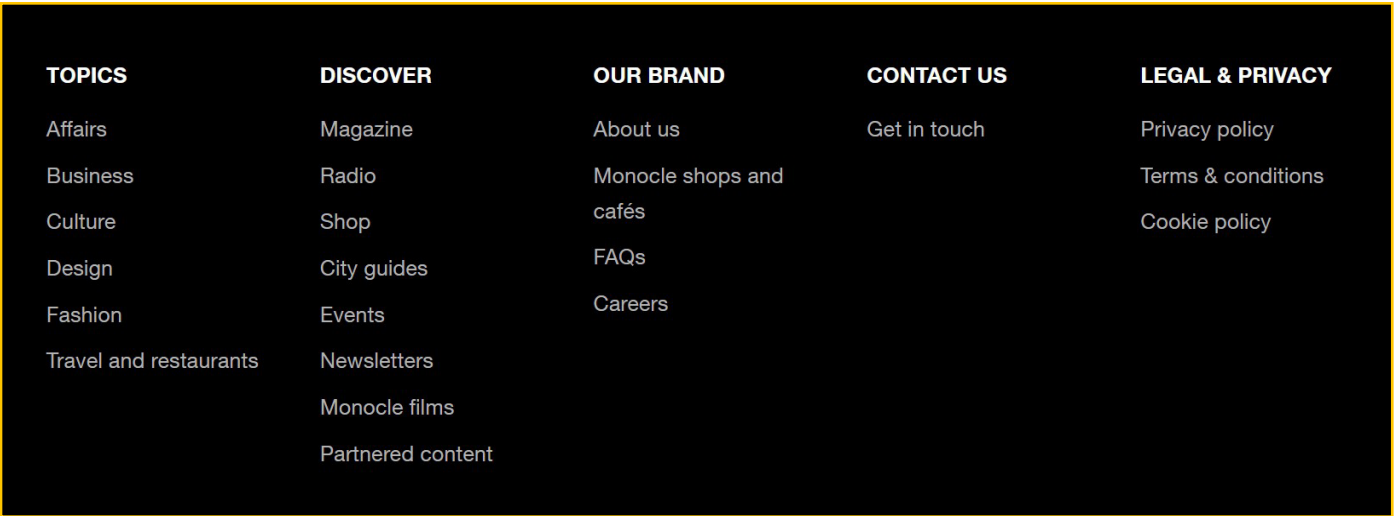 TOPICS
Affairs
Business
Culture
Design
Fashion
Travel and restaurants
DISCOVER
Magazine
Radio
Shop
City guides
Events
Newsletters
Monocle films
Partnered content
OUR BRAND
About us
Monocle shops and
cafés
FAQs
Careers
CONTACT US
Get in touch
LEGAL & PRIVACY
Privacy policy
Terms & conditions
Cookie policy